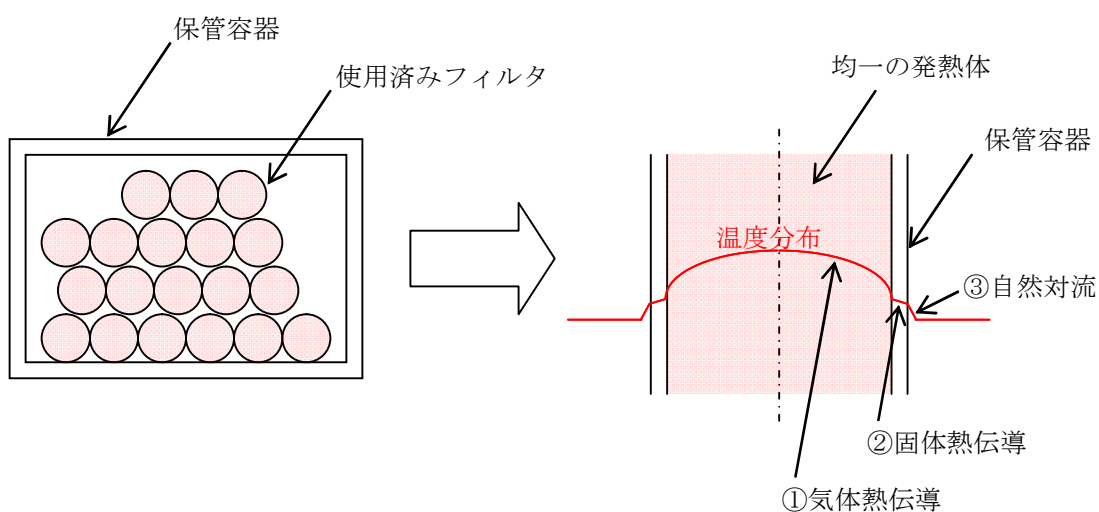 保管容器
使用済みフィルタ
均一の発熱体
保管容器
温度分布
③自然対流
②固体熱伝導
①気体熱伝導